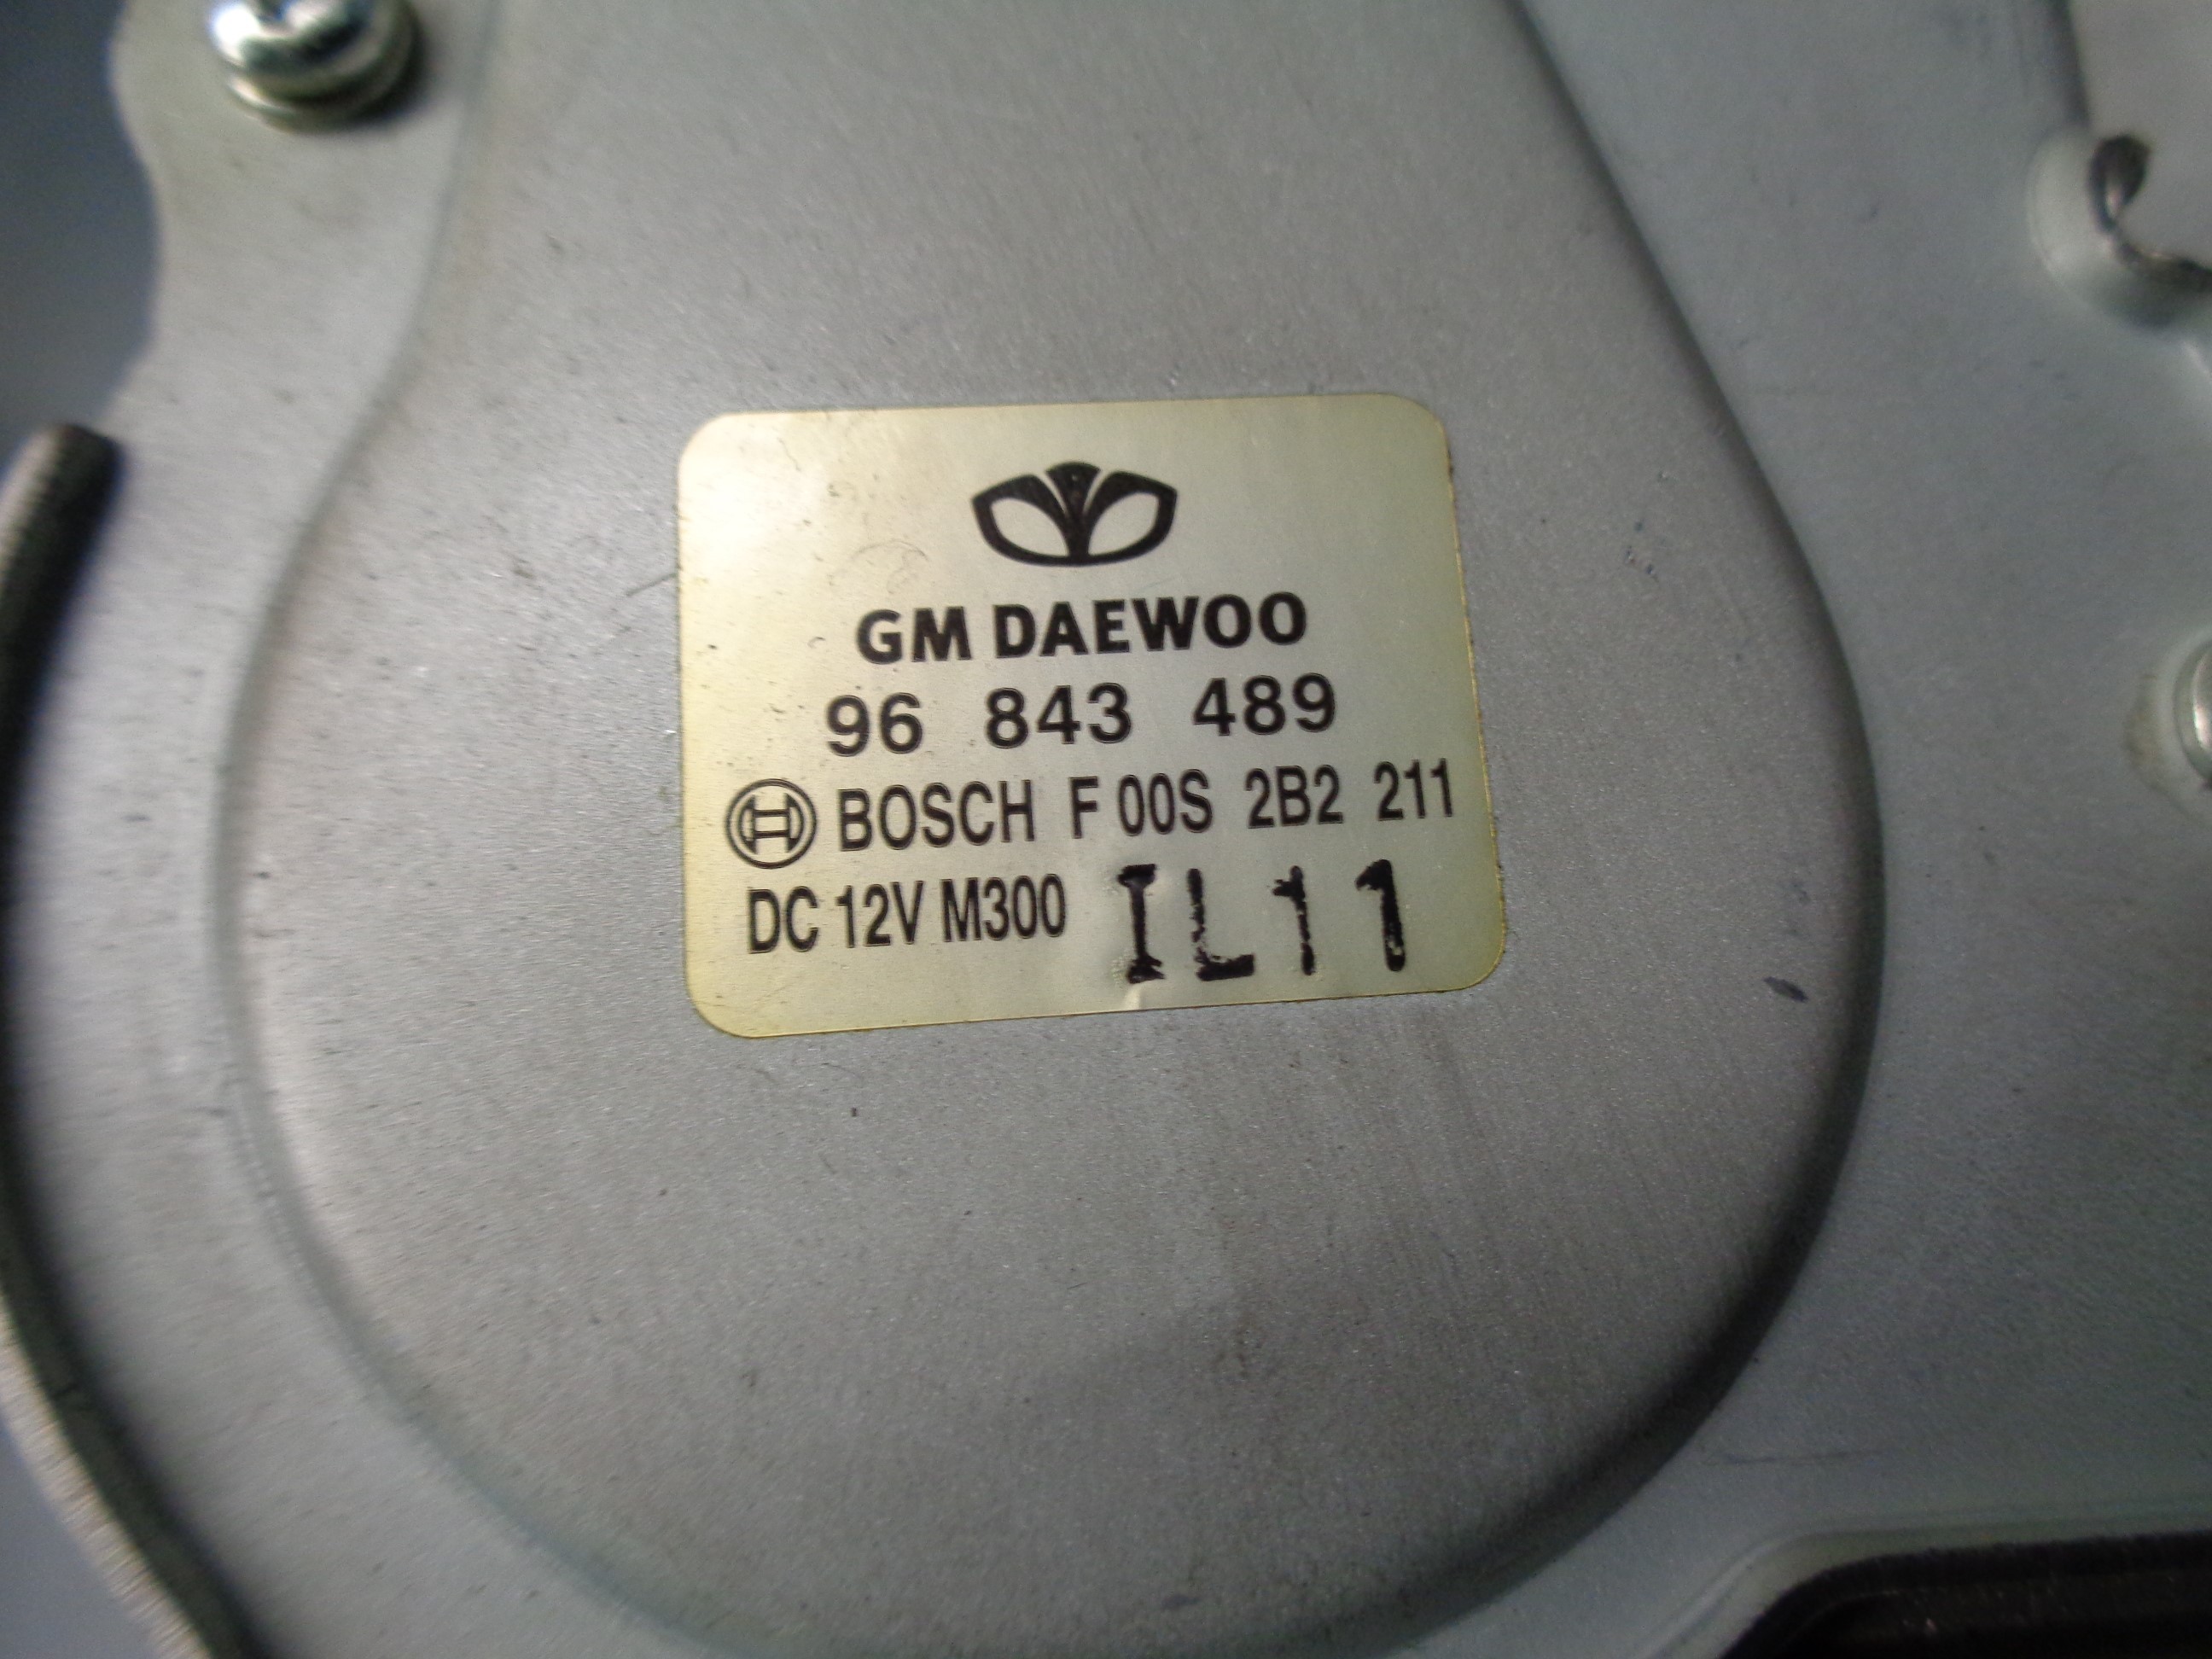 GM DAEWOO
96 843 489
BOSCH F 00S 2B2 211
DC 12V M300 IL11